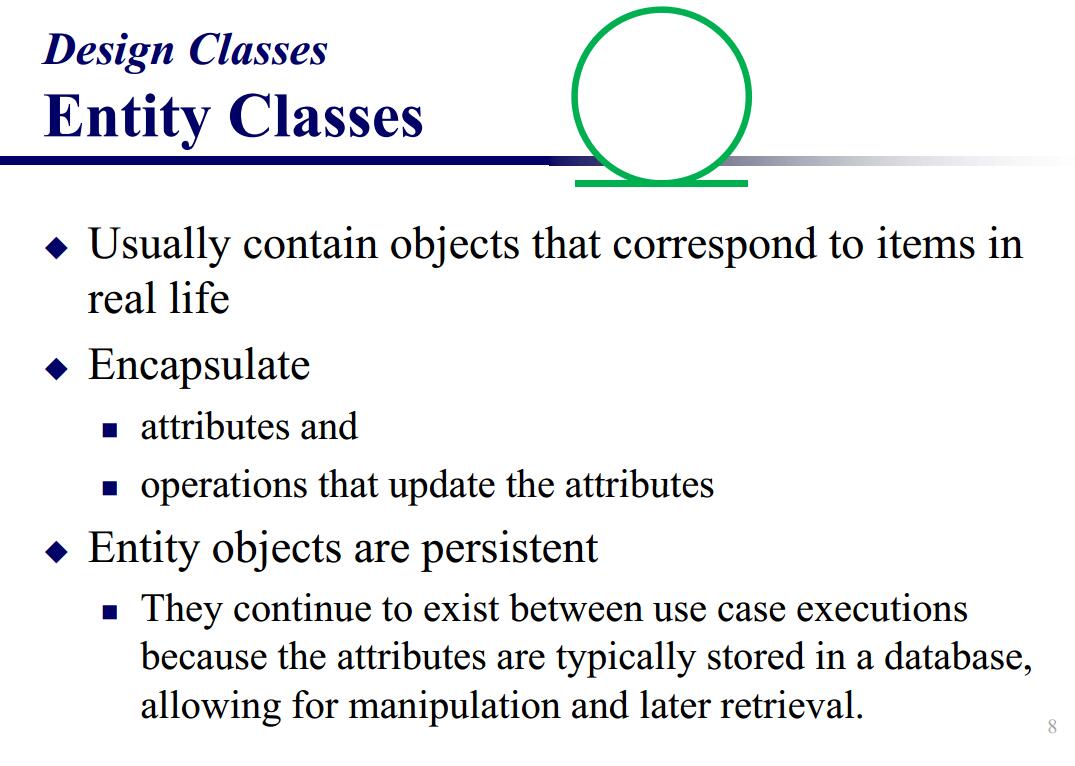 Design Classes
Entity Classes
Usually contain objects that correspond to items in
real life
Encapsulate
attributes and
operations that update the attributes
Entity objects are persistent
They continue to exist between use case executions
because the attributes are typically stored in a database,
allowing for manipulation and later retrieval.
8